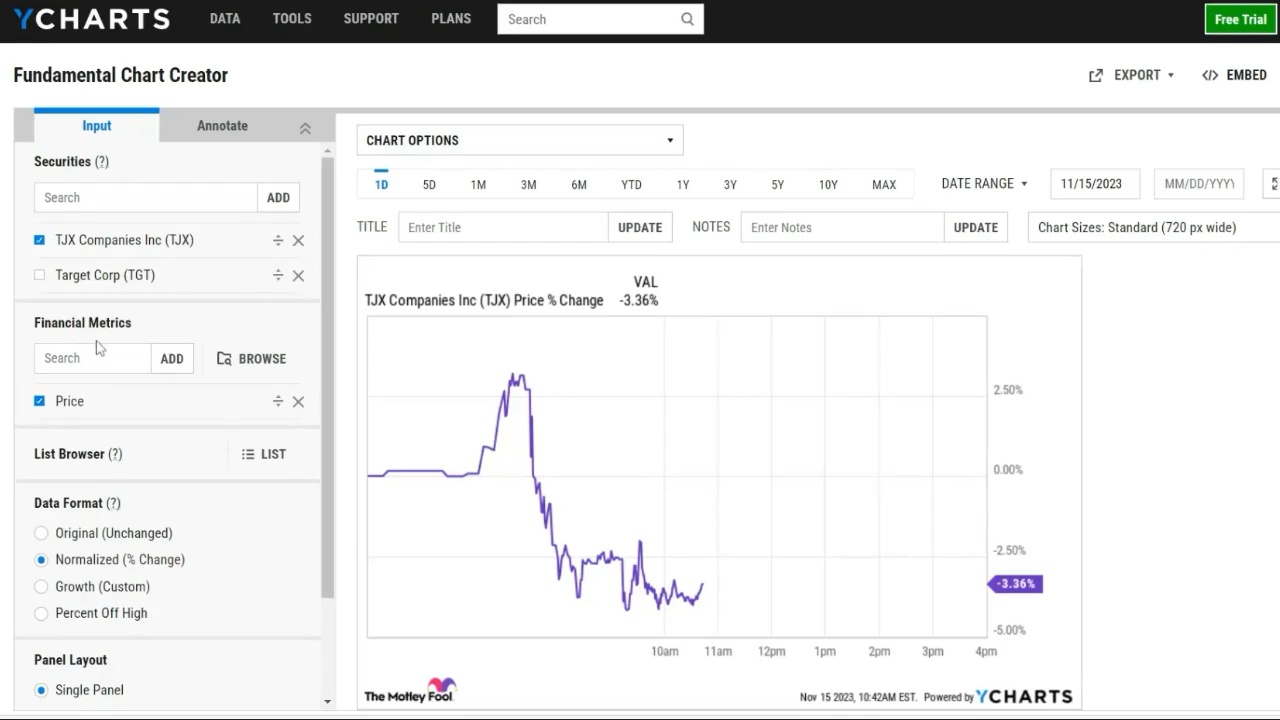 YCHARTS DATA TOOLS SUPPORT PLANS Search Free Trial
Fundamental Chart Creator EXPORT EMBED
Input Annotate
Securities (?)
Search ADD
TJX Companies Inc (TJX)
Target Corp (TGT)
Financial Metrics
Search ADD BROWSE
Price
List Browser (?) LIST
Data Format (?)
Original (Unchanged)
Normalized (% Change)
Growth (Custom)
Percent Off High
Panel Layout
Single Panel
CHART OPTIONS
1D 5D 1M 3M 6M YTD 1Y 3Y 5Y 10Y MAX DATE RANGE 11/15/2023 MM/DD/YYYY
TITLE Enter Title UPDATE NOTES Enter Notes UPDATE Chart Sizes: Standard (720 px wide)
VAL
TJX Companies Inc (TJX) Price % Change -3.36%
2.50%
0.00%
-2.50%
-3.36%
-5.00%
10am 11am 12pm 1pm 2pm 3pm 4pm
The Motley Fool Nov 15 2023, 10:42AM EST. Powered by YCHARTS